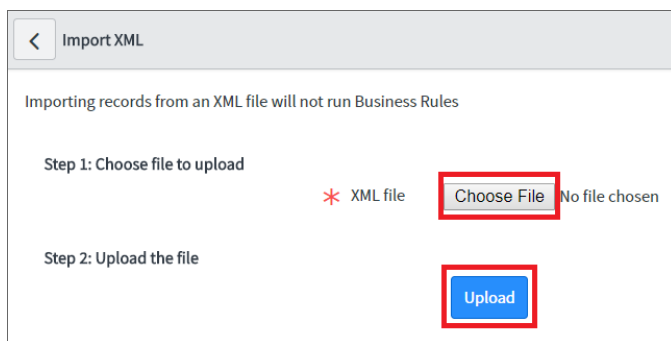 Import XML
Importing records from an XML file will not run Business Rules
Step 1: Choose file to upload
* XML file Choose File No file chosen
Step 2: Upload the file
Upload